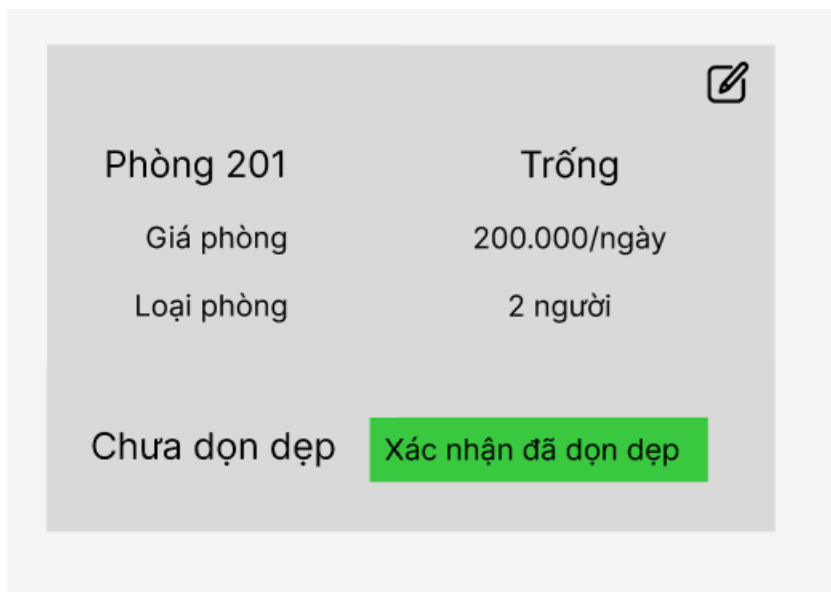 Phòng 201 Trống
Giá phòng 200.000/ngày
Loại phòng 2 người
Chưa dọn dẹp Xác nhận đã dọn dẹp